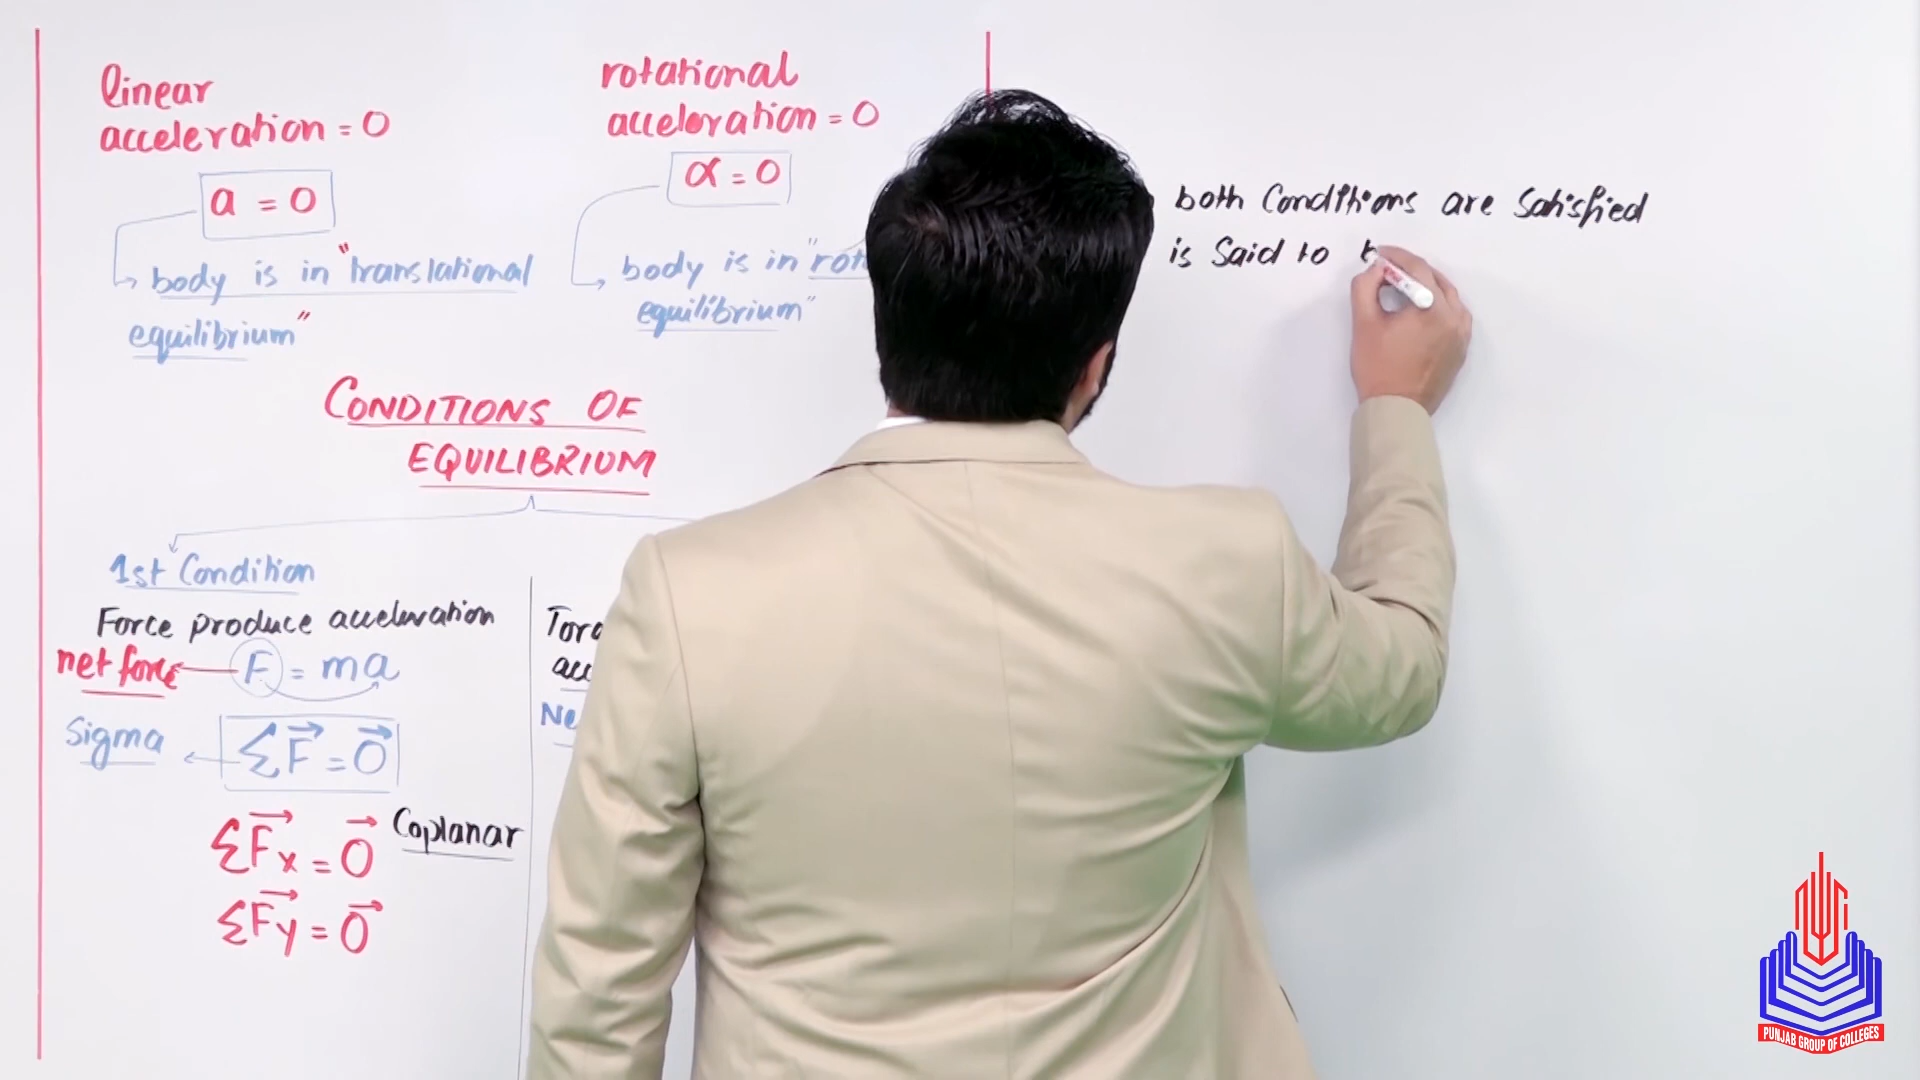 linear
acceleration = 0
a = 0
body is in "translational
equilibrium"
rotational
acceleration = 0
α = 0
body is in "
equilibrium"
CONDITIONS OF
EQUILIBRIUM
1st Condition
Force produce acceleration
net force F = ma
Sigma ΣF⃗ = 0⃗
ΣF⃗x = 0⃗ Coplanar
ΣF⃗y = 0⃗
both Conditions are Satisfied
is Said to
PUNJAB GROUP OF COLLEGES